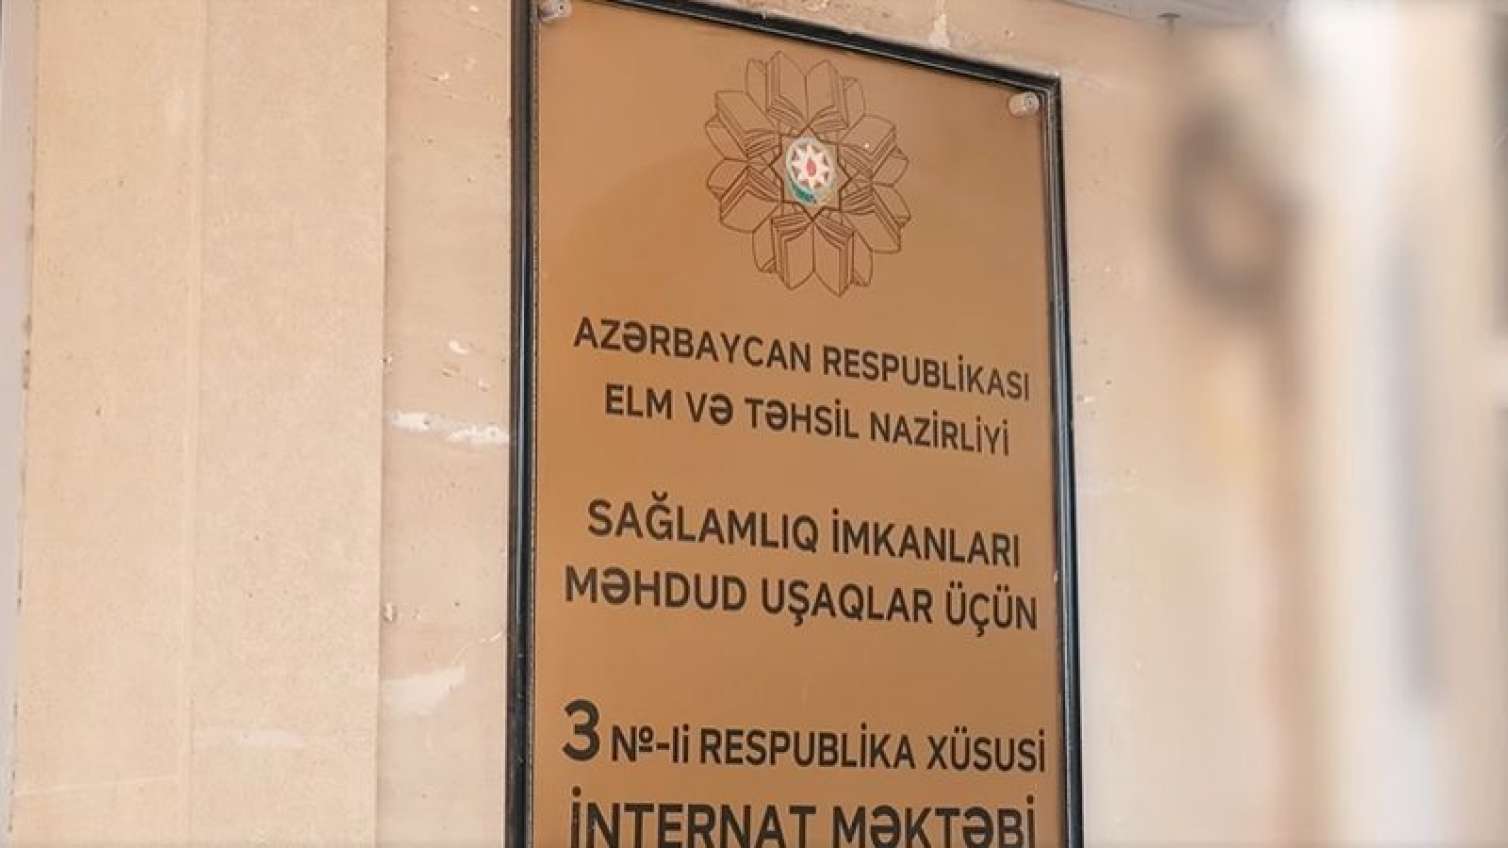 AZƏRBAYCAN RESPUBLİKASI
ELM VƏ TƏHSİL NAZİRLİYİ
SAĞLAMLIQ İMKANLARI
MƏHDUD UŞAQLAR ÜÇÜN
3 №-li RESPUBLİKA XÜSUSİ
İNTERNAT MƏKTƏBİ